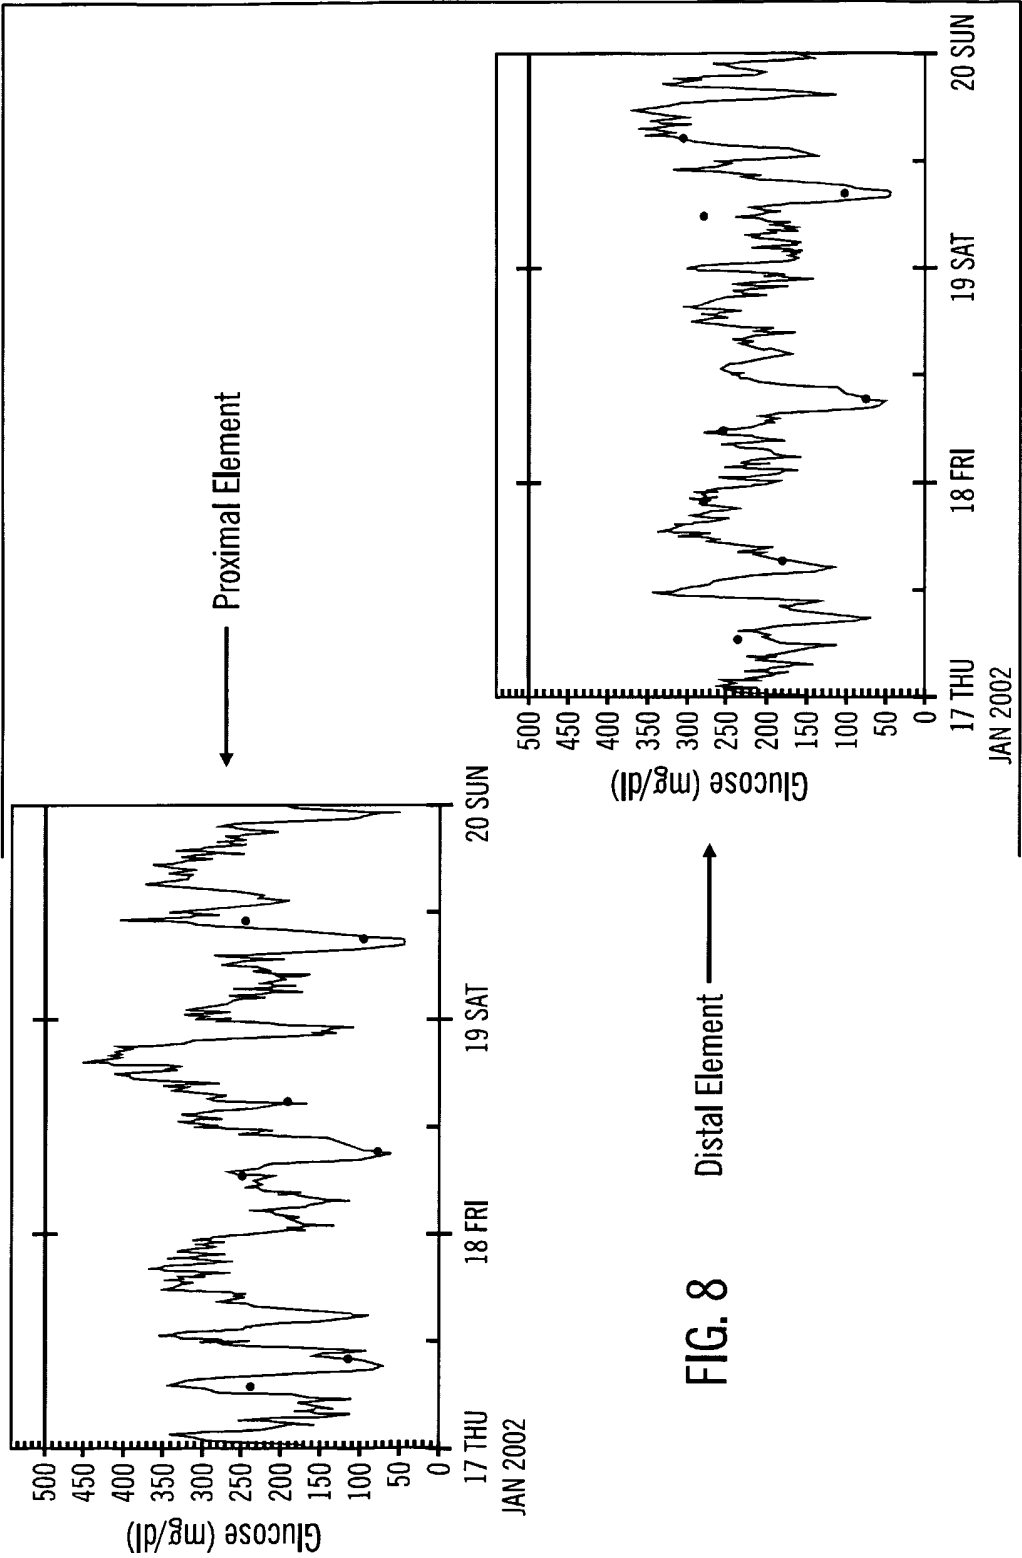 Glucose (mg/dl)
500
450
400
350
300
250
200
150
100
50
0
17 THU
18 FRI
19 SAT
20 SUN
JAN 2002
Proximal Element
FIG. 8
Distal Element
Glucose (mg/dl)
500
450
400
350
300
250
200
150
100
50
0
17 THU
18 FRI
19 SAT
20 SUN
JAN 2002